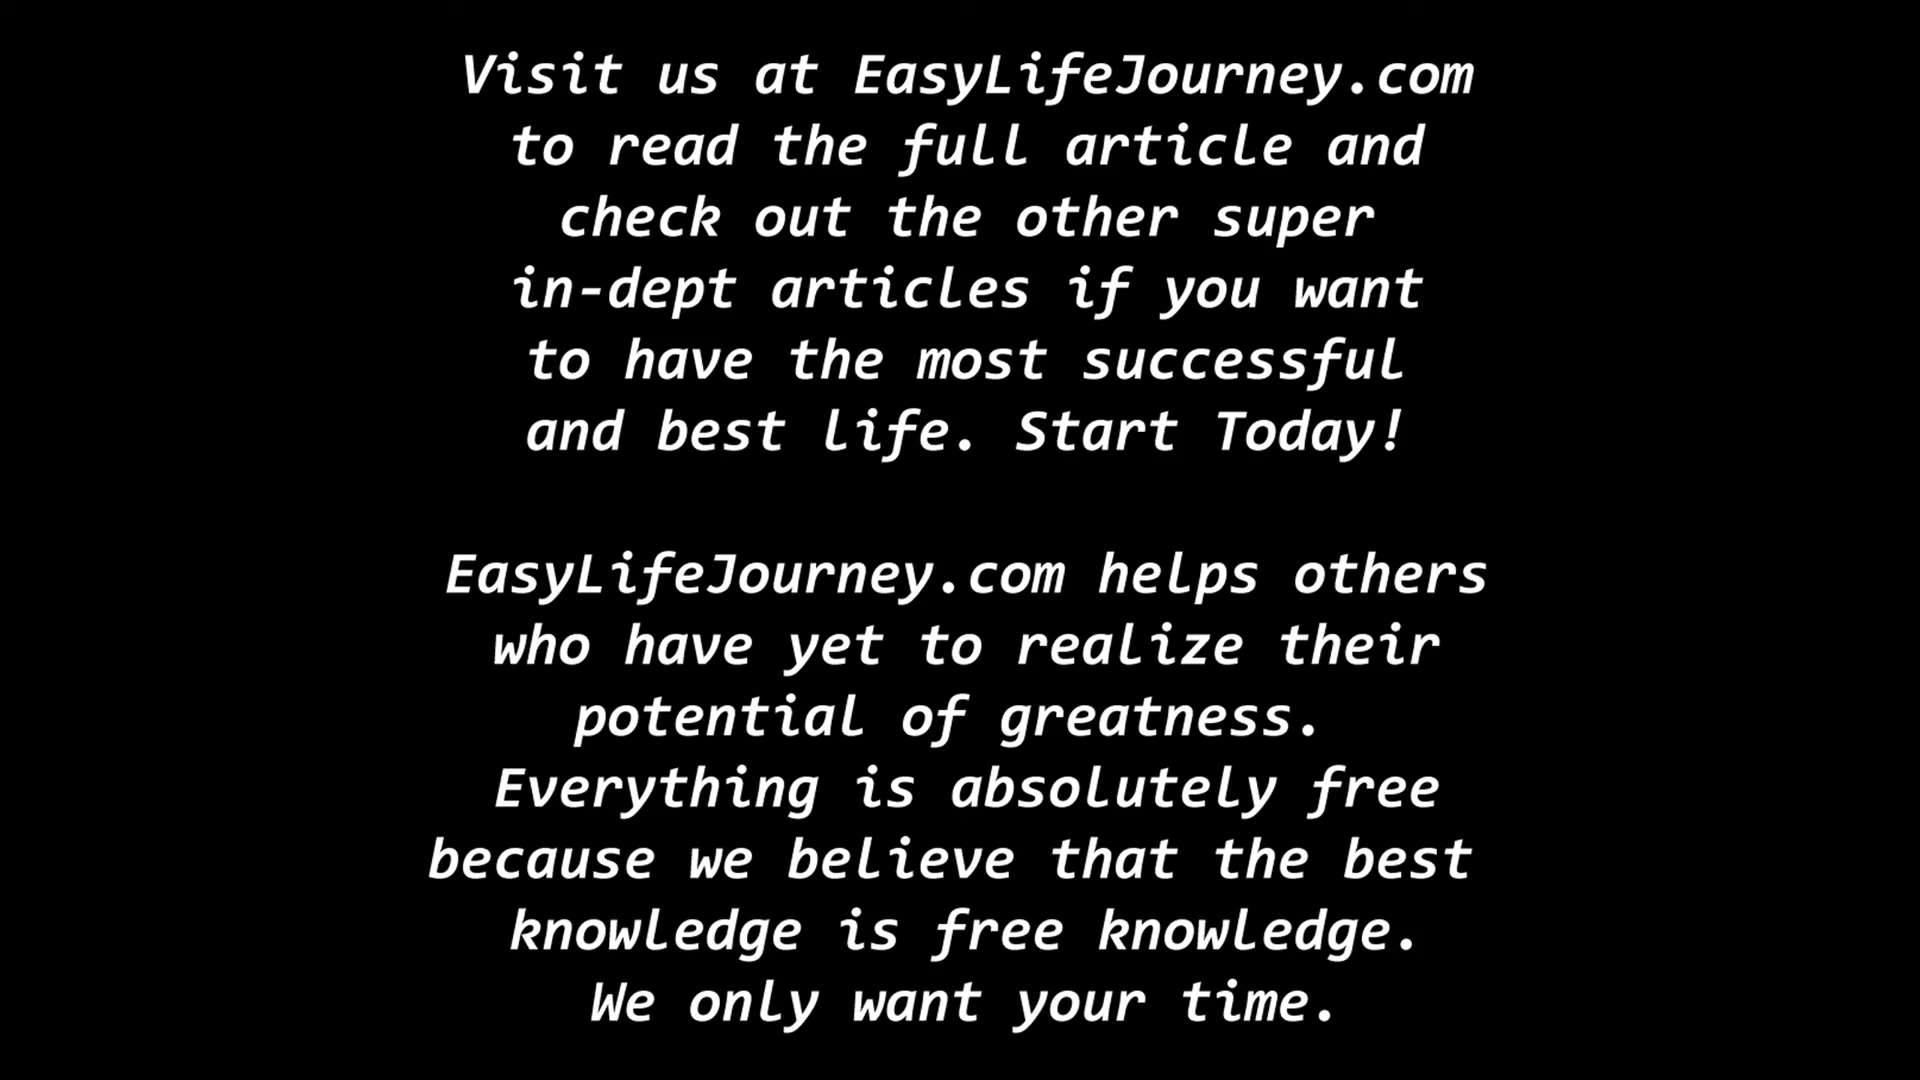 Visit us at EasyLifeJourney.com
to read the full article and
check out the other super
in-dept articles if you want
to have the most successful
and best life. Start Today!
EasyLifeJourney.com helps others
who have yet to realize their
potential of greatness.
Everything is absolutely free
because we believe that the best
knowledge is free knowledge.
We only want your time.